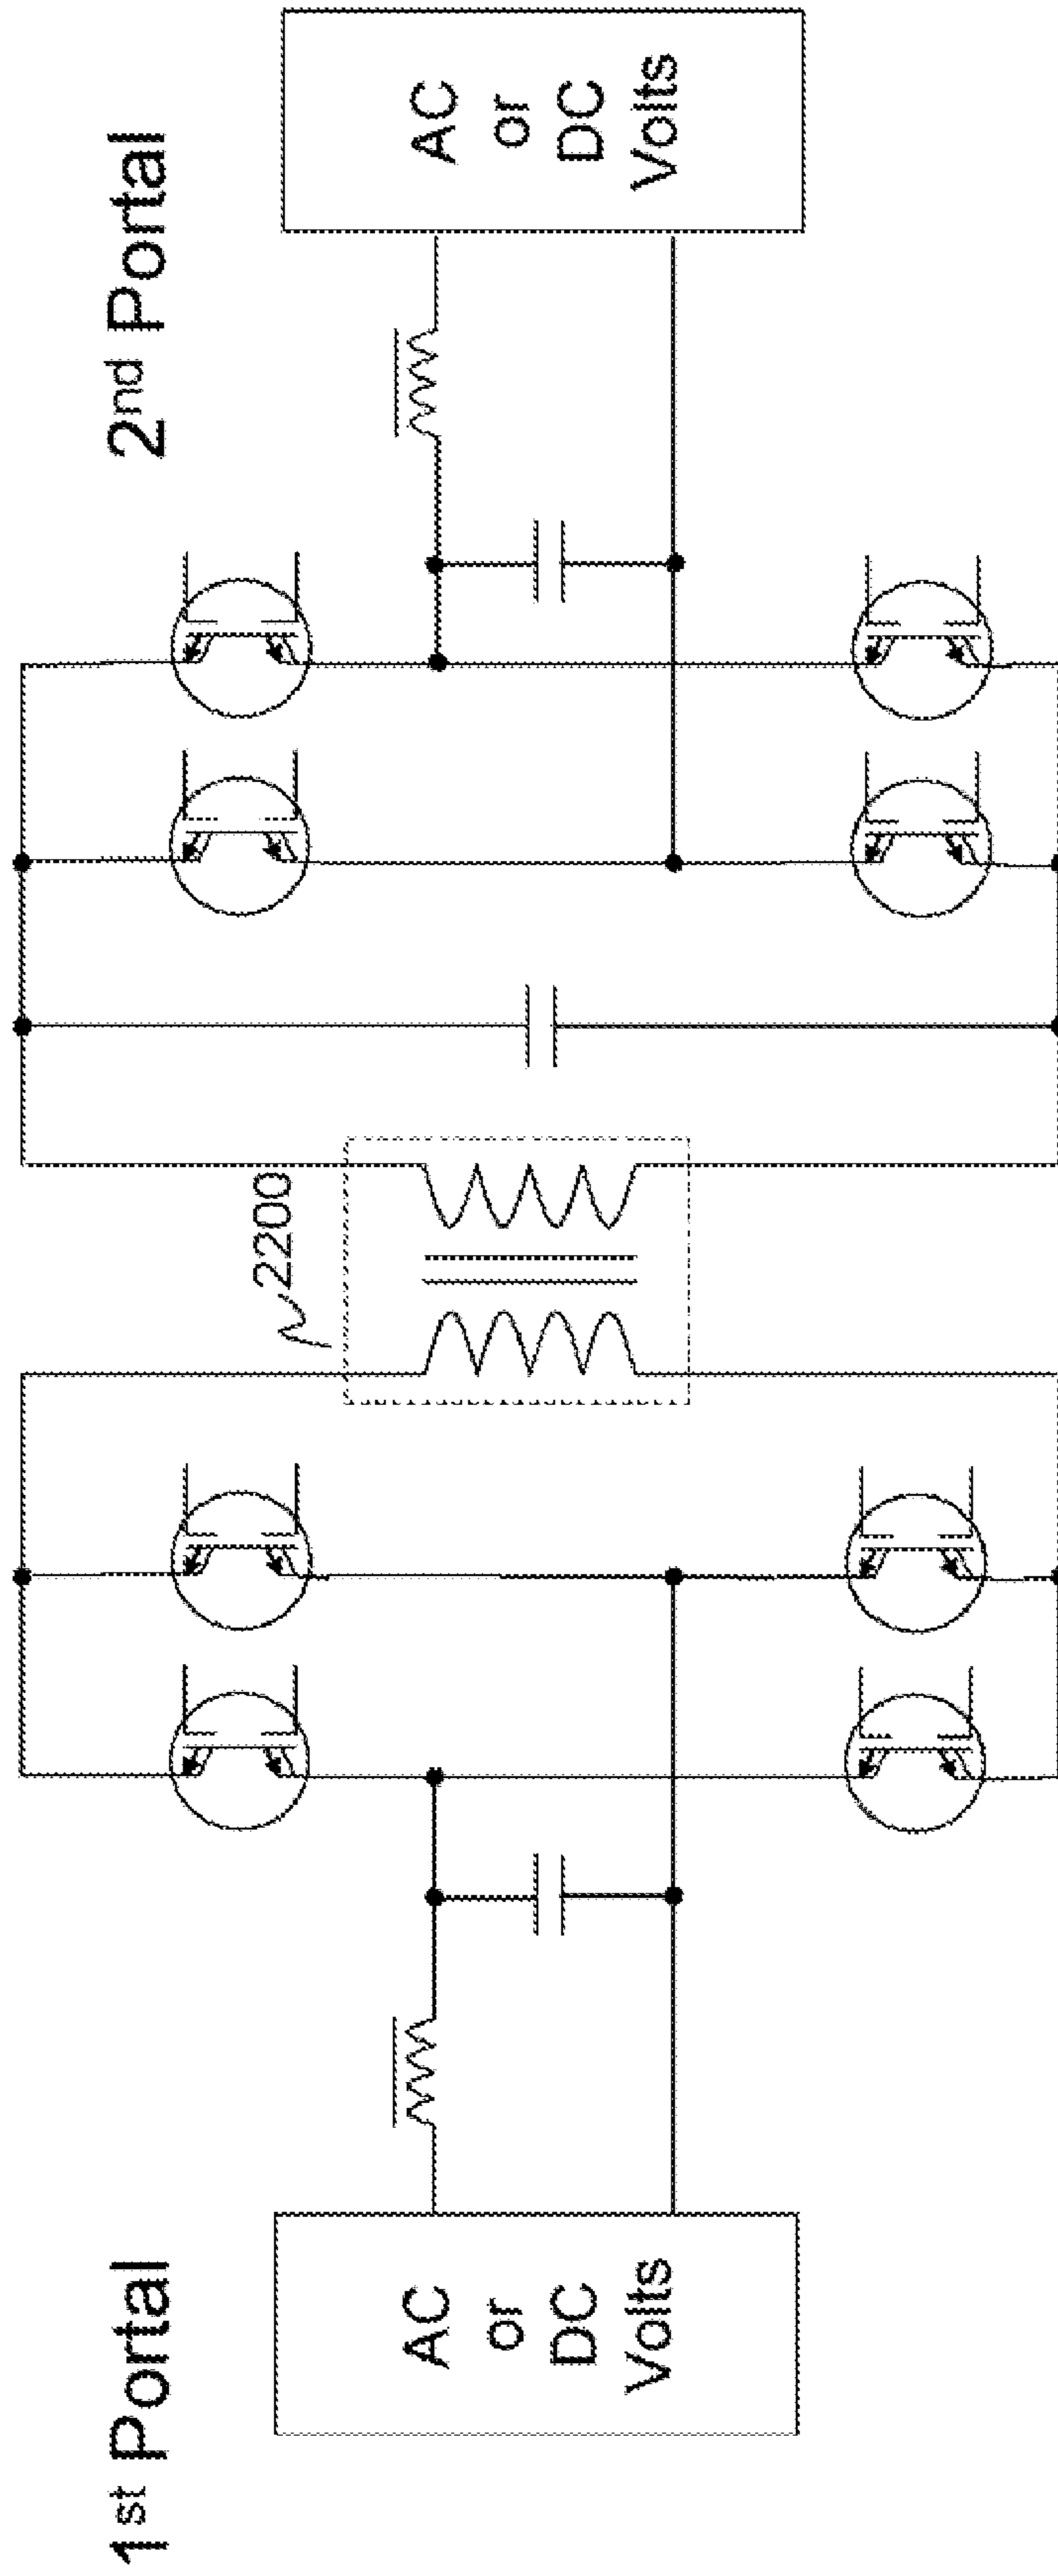 1st Portal
AC
or
DC
Volts
2200
2nd Portal
AC
or
DC
Volts